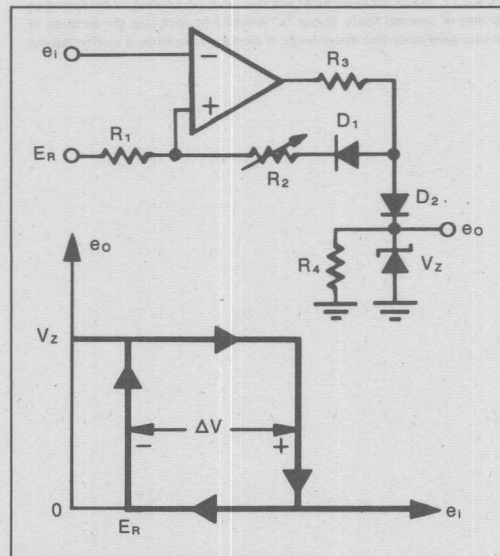 eᵢ
−
R₃
+
R₁
D₁
E_R
R₂
D₂
e₀
R₄
V_Z
e₀
V_Z
ΔV
−
+
0
E_R
eᵢ